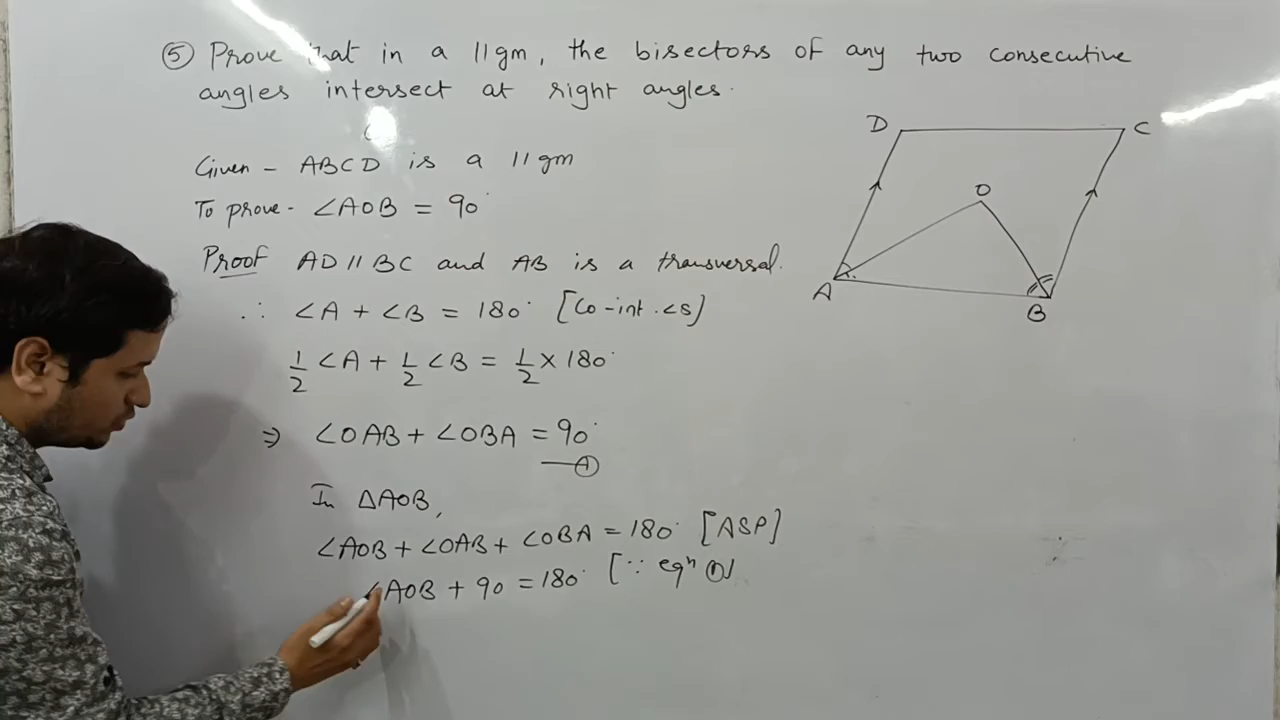 ⑤ Prove that in a 11gm, the bisectors of any two consecutive
angles intersect at right angles.
Given - ABCD is a 11gm
To prove - ∠AOB = 90°
Proof AD // BC and AB is a transversal.
∴ ∠A + ∠B = 180° [Co-int. ∠s]
1/2 ∠A + 1/2 ∠B = 1/2 × 180°
⇒ ∠OAB + ∠OBA = 90°
—①
In ΔAOB,
∠AOB + ∠OAB + ∠OBA = 180° [ASP]
∠AOB + 90 = 180° [∵ eqⁿ ①]
D
C
O
A
B